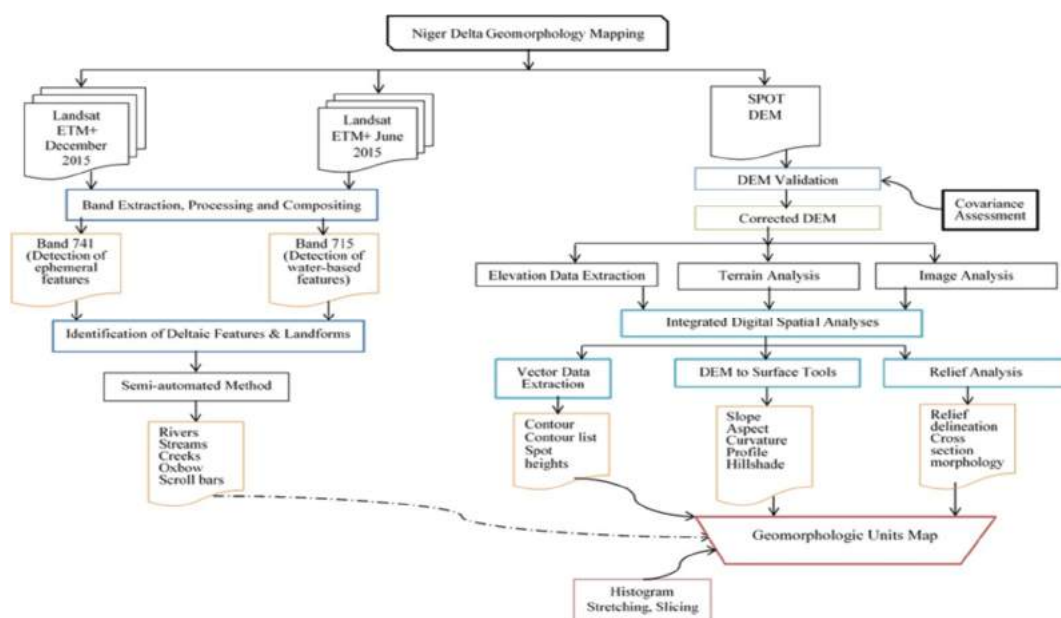 Niger Delta Geomorphology Mapping
Landsat
ETM+
December
2015
Landsat
ETM+ June
2015
SPOT
DEM
DEM Validation
Covariance
Assessment
Band Extraction, Processing and Compositing
Corrected DEM
Band 741
(Detection of
ephemeral
features
Band 715
(Detection of
water-based
features)
Elevation Data Extraction
Terrain Analysis
Image Analysis
Identification of Deltaic Features & Landforms
Integrated Digital Spatial Analyses
Semi-automated Method
Vector Data
Extraction
DEM to Surface Tools
Relief Analysis
Rivers
Streams
Creeks
Oxbow
Scroll bars
Contour
Contour list
Spot
heights
Slope
Aspect
Curvature
Profile
Hillshade
Relief
delineation
Cross
section
morphology
Geomorphologic Units Map
Histogram
Stretching, Slicing